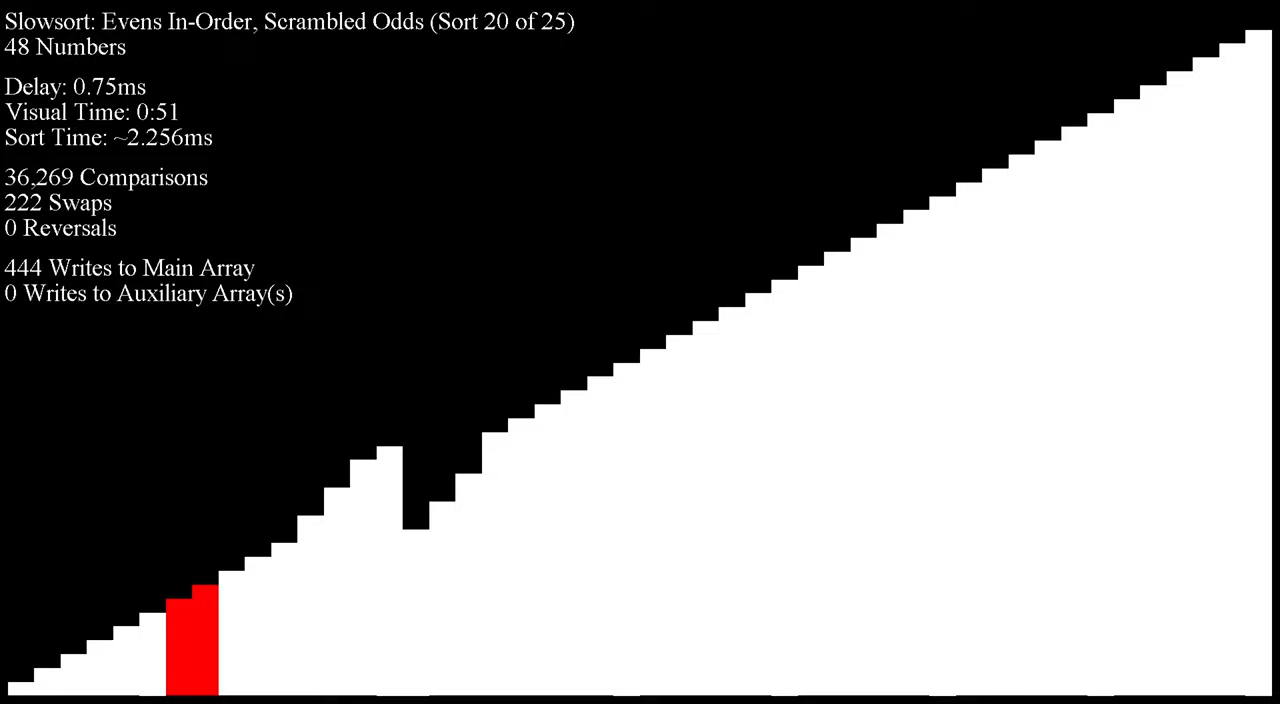 Slowsort: Evens In-Order, Scrambled Odds (Sort 20 of 25)
48 Numbers
Delay: 0.75ms
Visual Time: 0:51
Sort Time: ~2.256ms
36,269 Comparisons
222 Swaps
0 Reversals
444 Writes to Main Array
0 Writes to Auxiliary Array(s)